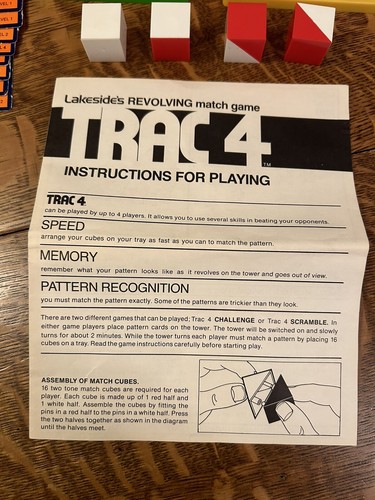 VEL 1
VEL 2
VEL 4
Lakeside's REVOLVING match game
TRAC 4 TM
INSTRUCTIONS FOR PLAYING
TRAC 4
can be played by up to 4 players. It allows you to use several skills in beating your opponents.
SPEED
arrange your cubes on your tray as fast as you can to match the pattern.
MEMORY
remember what your pattern looks like as it revolves on the tower and goes out of view.
PATTERN RECOGNITION
you must match the pattern exactly. Some of the patterns are trickier than they look.
There are two different games that can be played; Trac 4 CHALLENGE or Trac 4 SCRAMBLE. In
either game players place pattern cards on the tower. The tower will be switched on and slowly
turns for about 2 minutes. While the tower turns each player must match a pattern by placing 16
cubes on a tray. Read the game instructions carefully before starting play.
ASSEMBLY OF MATCH CUBES.
16 two tone match cubes are required for each
player. Each cube is made up of 1 red half and
1 white half. Assemble the cubes by fitting the
pins in a red half to the pins in a white half. Press
the two halves together as shown in the diagram
until the halves meet.